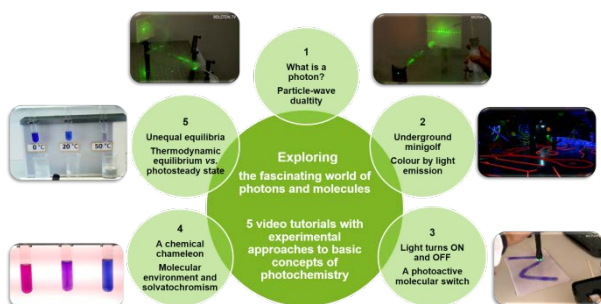 1
What is a
photon?
Particle-wave
dualtity
2
Underground
minigolf
Colour by light
emission
3
Light turns ON
and OFF
A photoactive
molecular switch
4
A chemical
chameleon
Molecular
environment and
solvatochromism
5
Unequal equilibria
Thermodynamic
equilibrium vs.
photosteady state
Exploring
the fascinating world of
photons and molecules
5 video tutorials with
experimental
approaches to basic
concepts of
photochemistry
0 °C
20 °C
50 °C